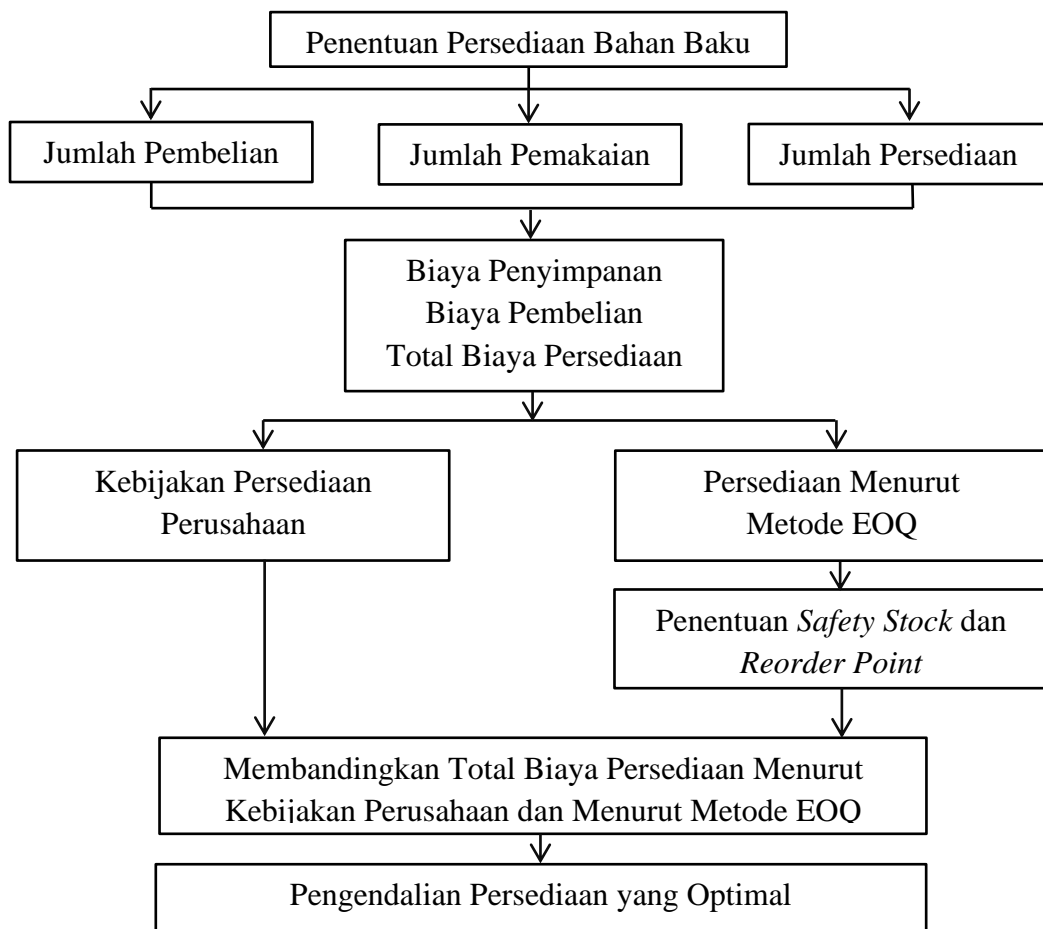 Penentuan Persediaan Bahan Baku
Jumlah Pembelian
Jumlah Pemakaian
Jumlah Persediaan
Biaya Penyimpanan
Biaya Pembelian
Total Biaya Persediaan
Kebijakan Persediaan
Perusahaan
Persediaan Menurut
Metode EOQ
Penentuan Safety Stock dan
Reorder Point
Membandingkan Total Biaya Persediaan Menurut
Kebijakan Perusahaan dan Menurut Metode EOQ
Pengendalian Persediaan yang Optimal